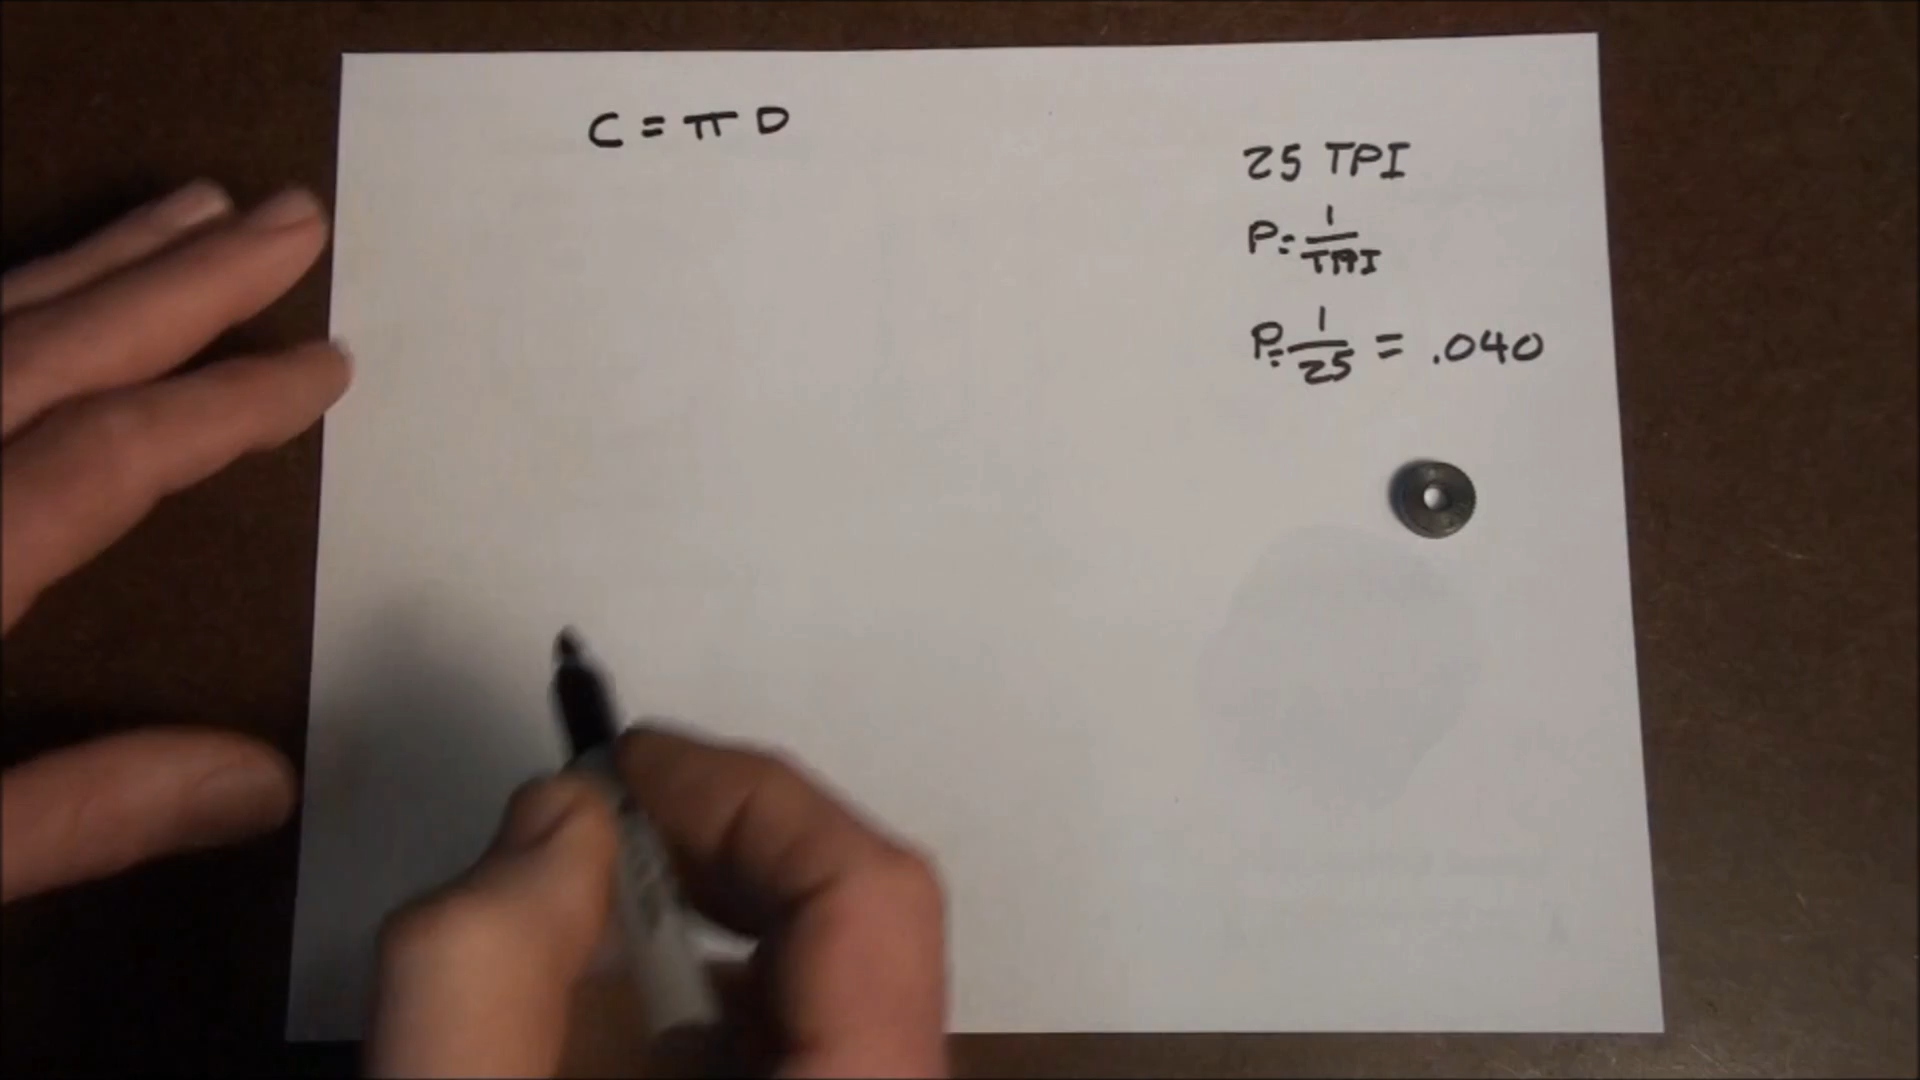 C = π D
25 TPI
P = 1/TPI
P = 1/25 = .040